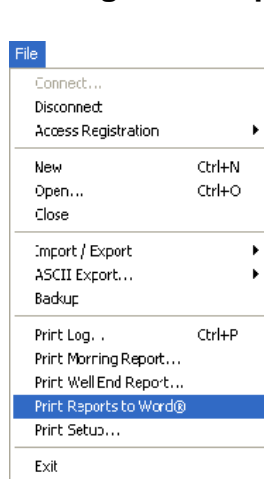 File
Connect...
Disconnect
Access Registration
New Ctrl+N
Open... Ctrl+O
Close
Import / Export
ASCII Export...
Backup
Print Log... Ctrl+P
Print Morning Report...
Print Well End Report...
Print Reports to Word®
Print Setup...
Exit